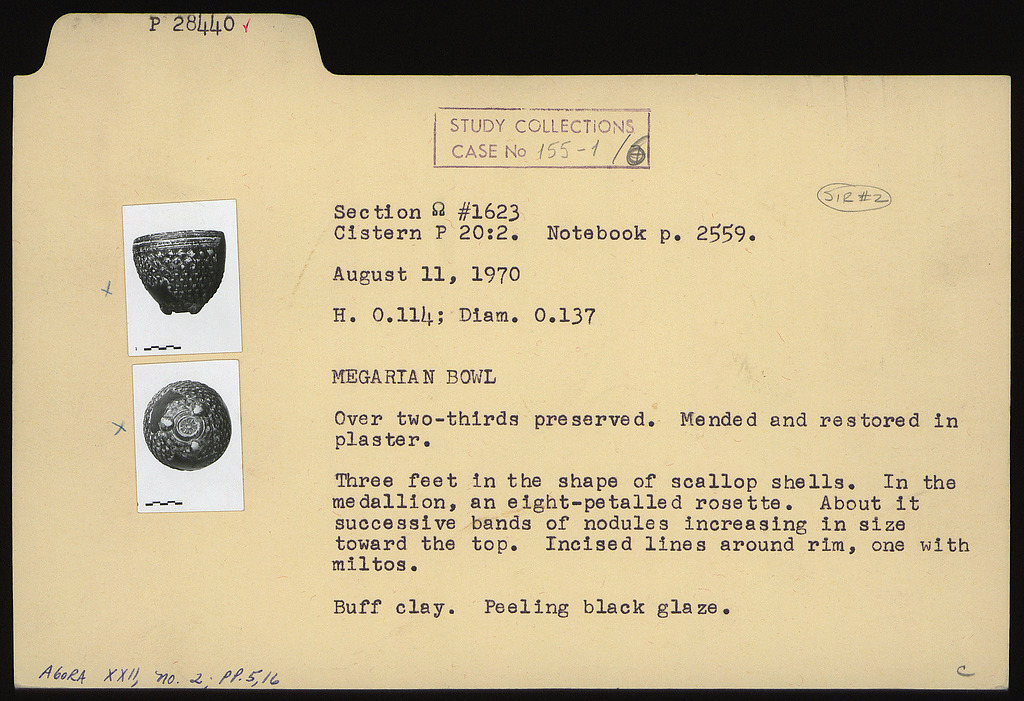 P 28440
STUDY COLLECTIONS
CASE No 155-1/
SIR #2
Section Ω #1623
Cistern P 20:2. Notebook p. 2559.
August 11, 1970
H. 0.114; Diam. 0.137
MEGARIAN BOWL
Over two-thirds preserved. Mended and restored in
plaster.
Three feet in the shape of scallop shells. In the
medallion, an eight-petalled rosette. About it
successive bands of nodules increasing in size
toward the top. Incised lines around rim, one with
miltos.
Buff clay. Peeling black glaze.
AGORA XXII, no. 2, PP. 5, 16
C